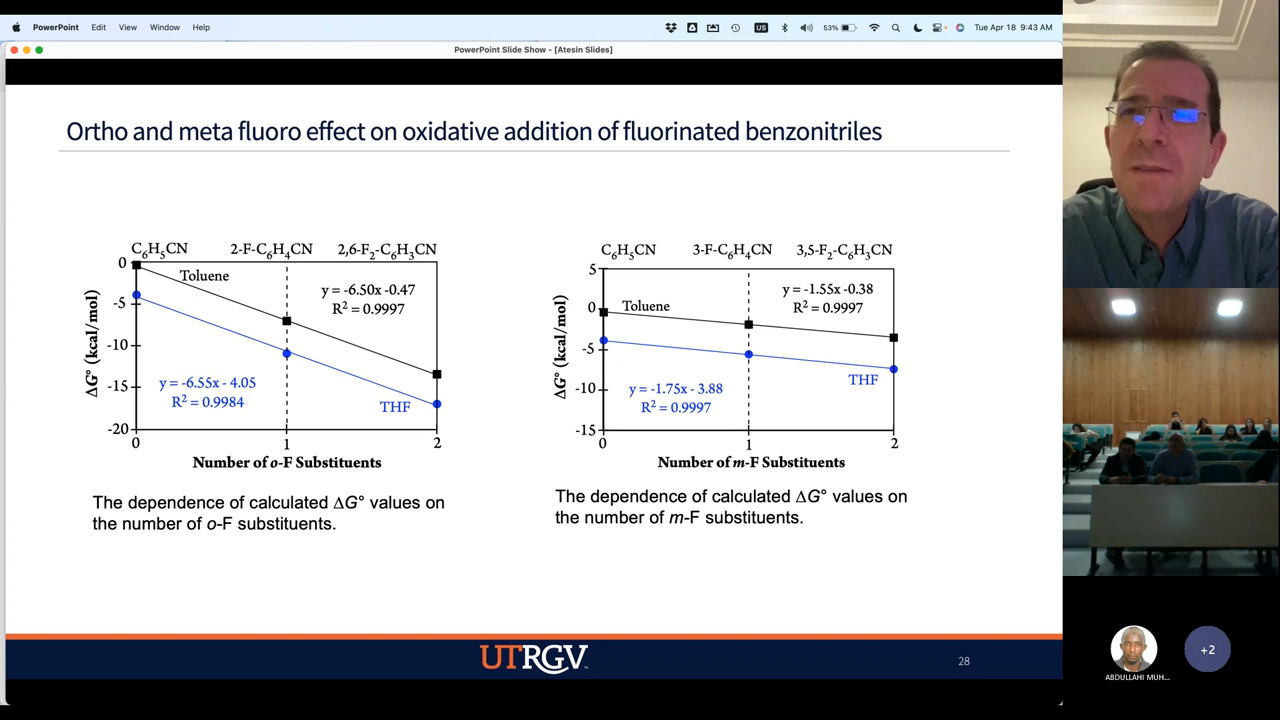 PowerPoint Edit View Window Help
US 53% Tue Apr 18 9:43 AM
PowerPoint Slide Show - [Atesin Slides]
Ortho and meta fluoro effect on oxidative addition of fluorinated benzonitriles
C₆H₅CN 2-F-C₆H₄CN 2,6-F₂-C₆H₃CN
0
Toluene
y = -6.50x -0.47
R² = 0.9997
-5
-10
-15
-20
ΔG° (kcal/mol)
y = -6.55x - 4.05
R² = 0.9984
THF
0 1 2
Number of o-F Substituents
The dependence of calculated ΔG° values on
the number of o-F substituents.
C₆H₅CN 3-F-C₆H₄CN 3,5-F₂-C₆H₃CN
5
0
-5
-10
-15
ΔG° (kcal/mol)
Toluene
y = -1.55x -0.38
R² = 0.9997
y = -1.75x - 3.88
R² = 0.9997
THF
0 1 2
Number of m-F Substituents
The dependence of calculated ΔG° values on
the number of m-F substituents.
UTRGV
28
+2
ABDULLAHI MUH...